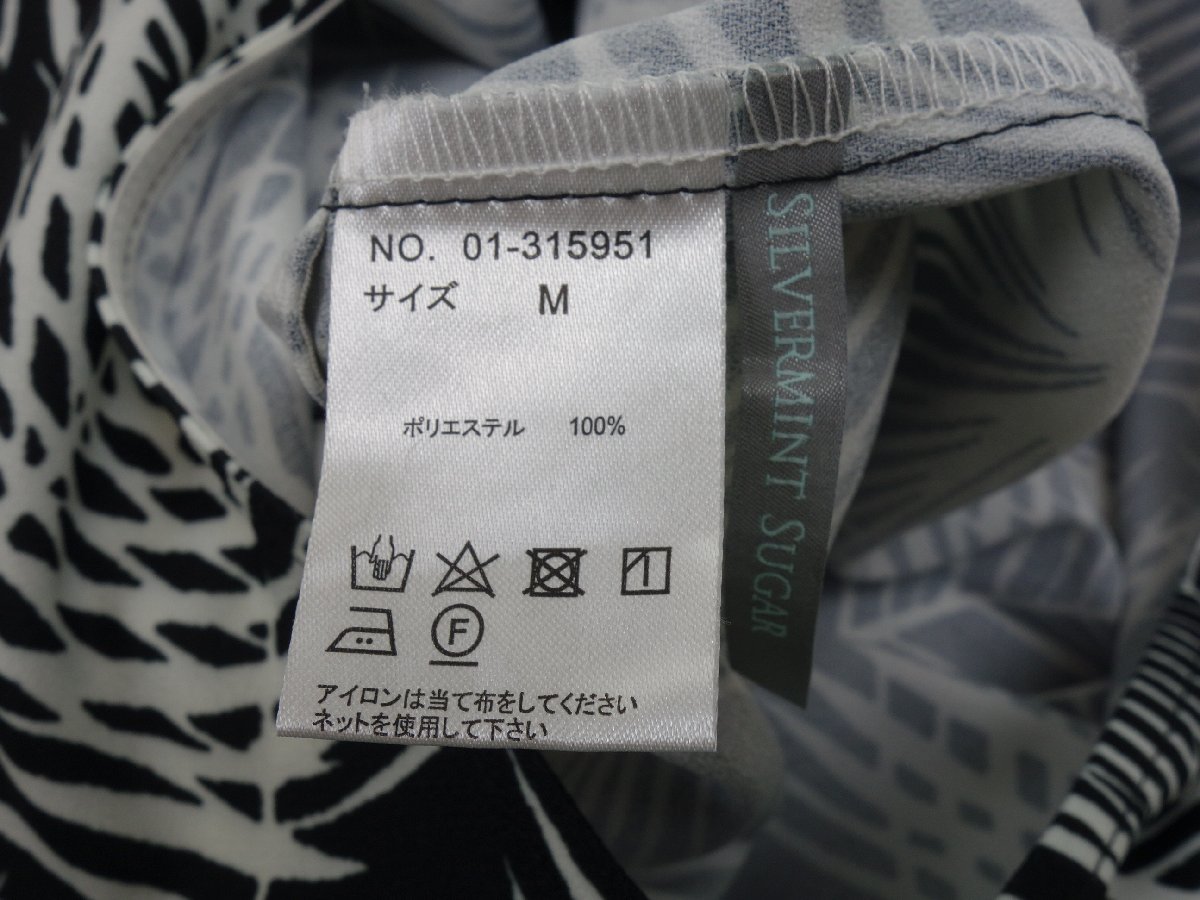 NO. 01-315951
サイズ M
ポリエステル 100%
F
アイロンは当て布をしてください
ネットを使用して下さい
SILVERMINT SUGAR